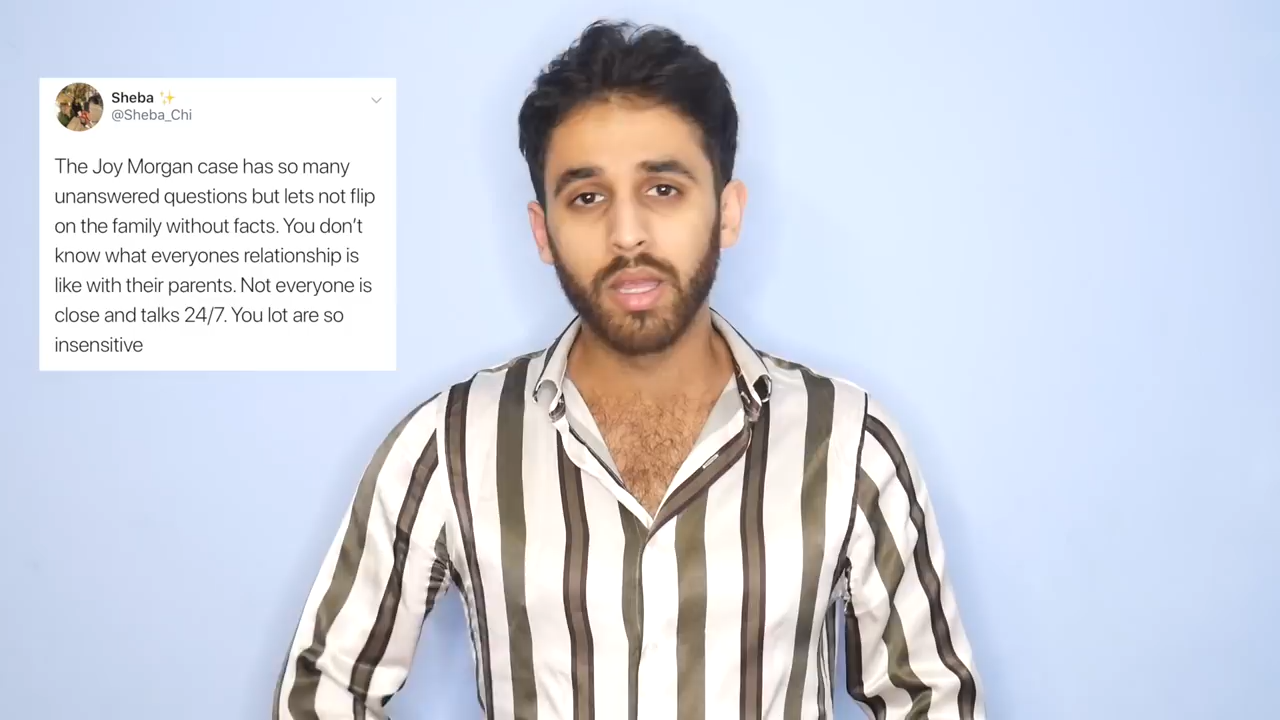 Sheba ✨
@Sheba_Chi
The Joy Morgan case has so many
unanswered questions but lets not flip
on the family without facts. You don’t
know what everyones relationship is
like with their parents. Not everyone is
close and talks 24/7. You lot are so
insensitive